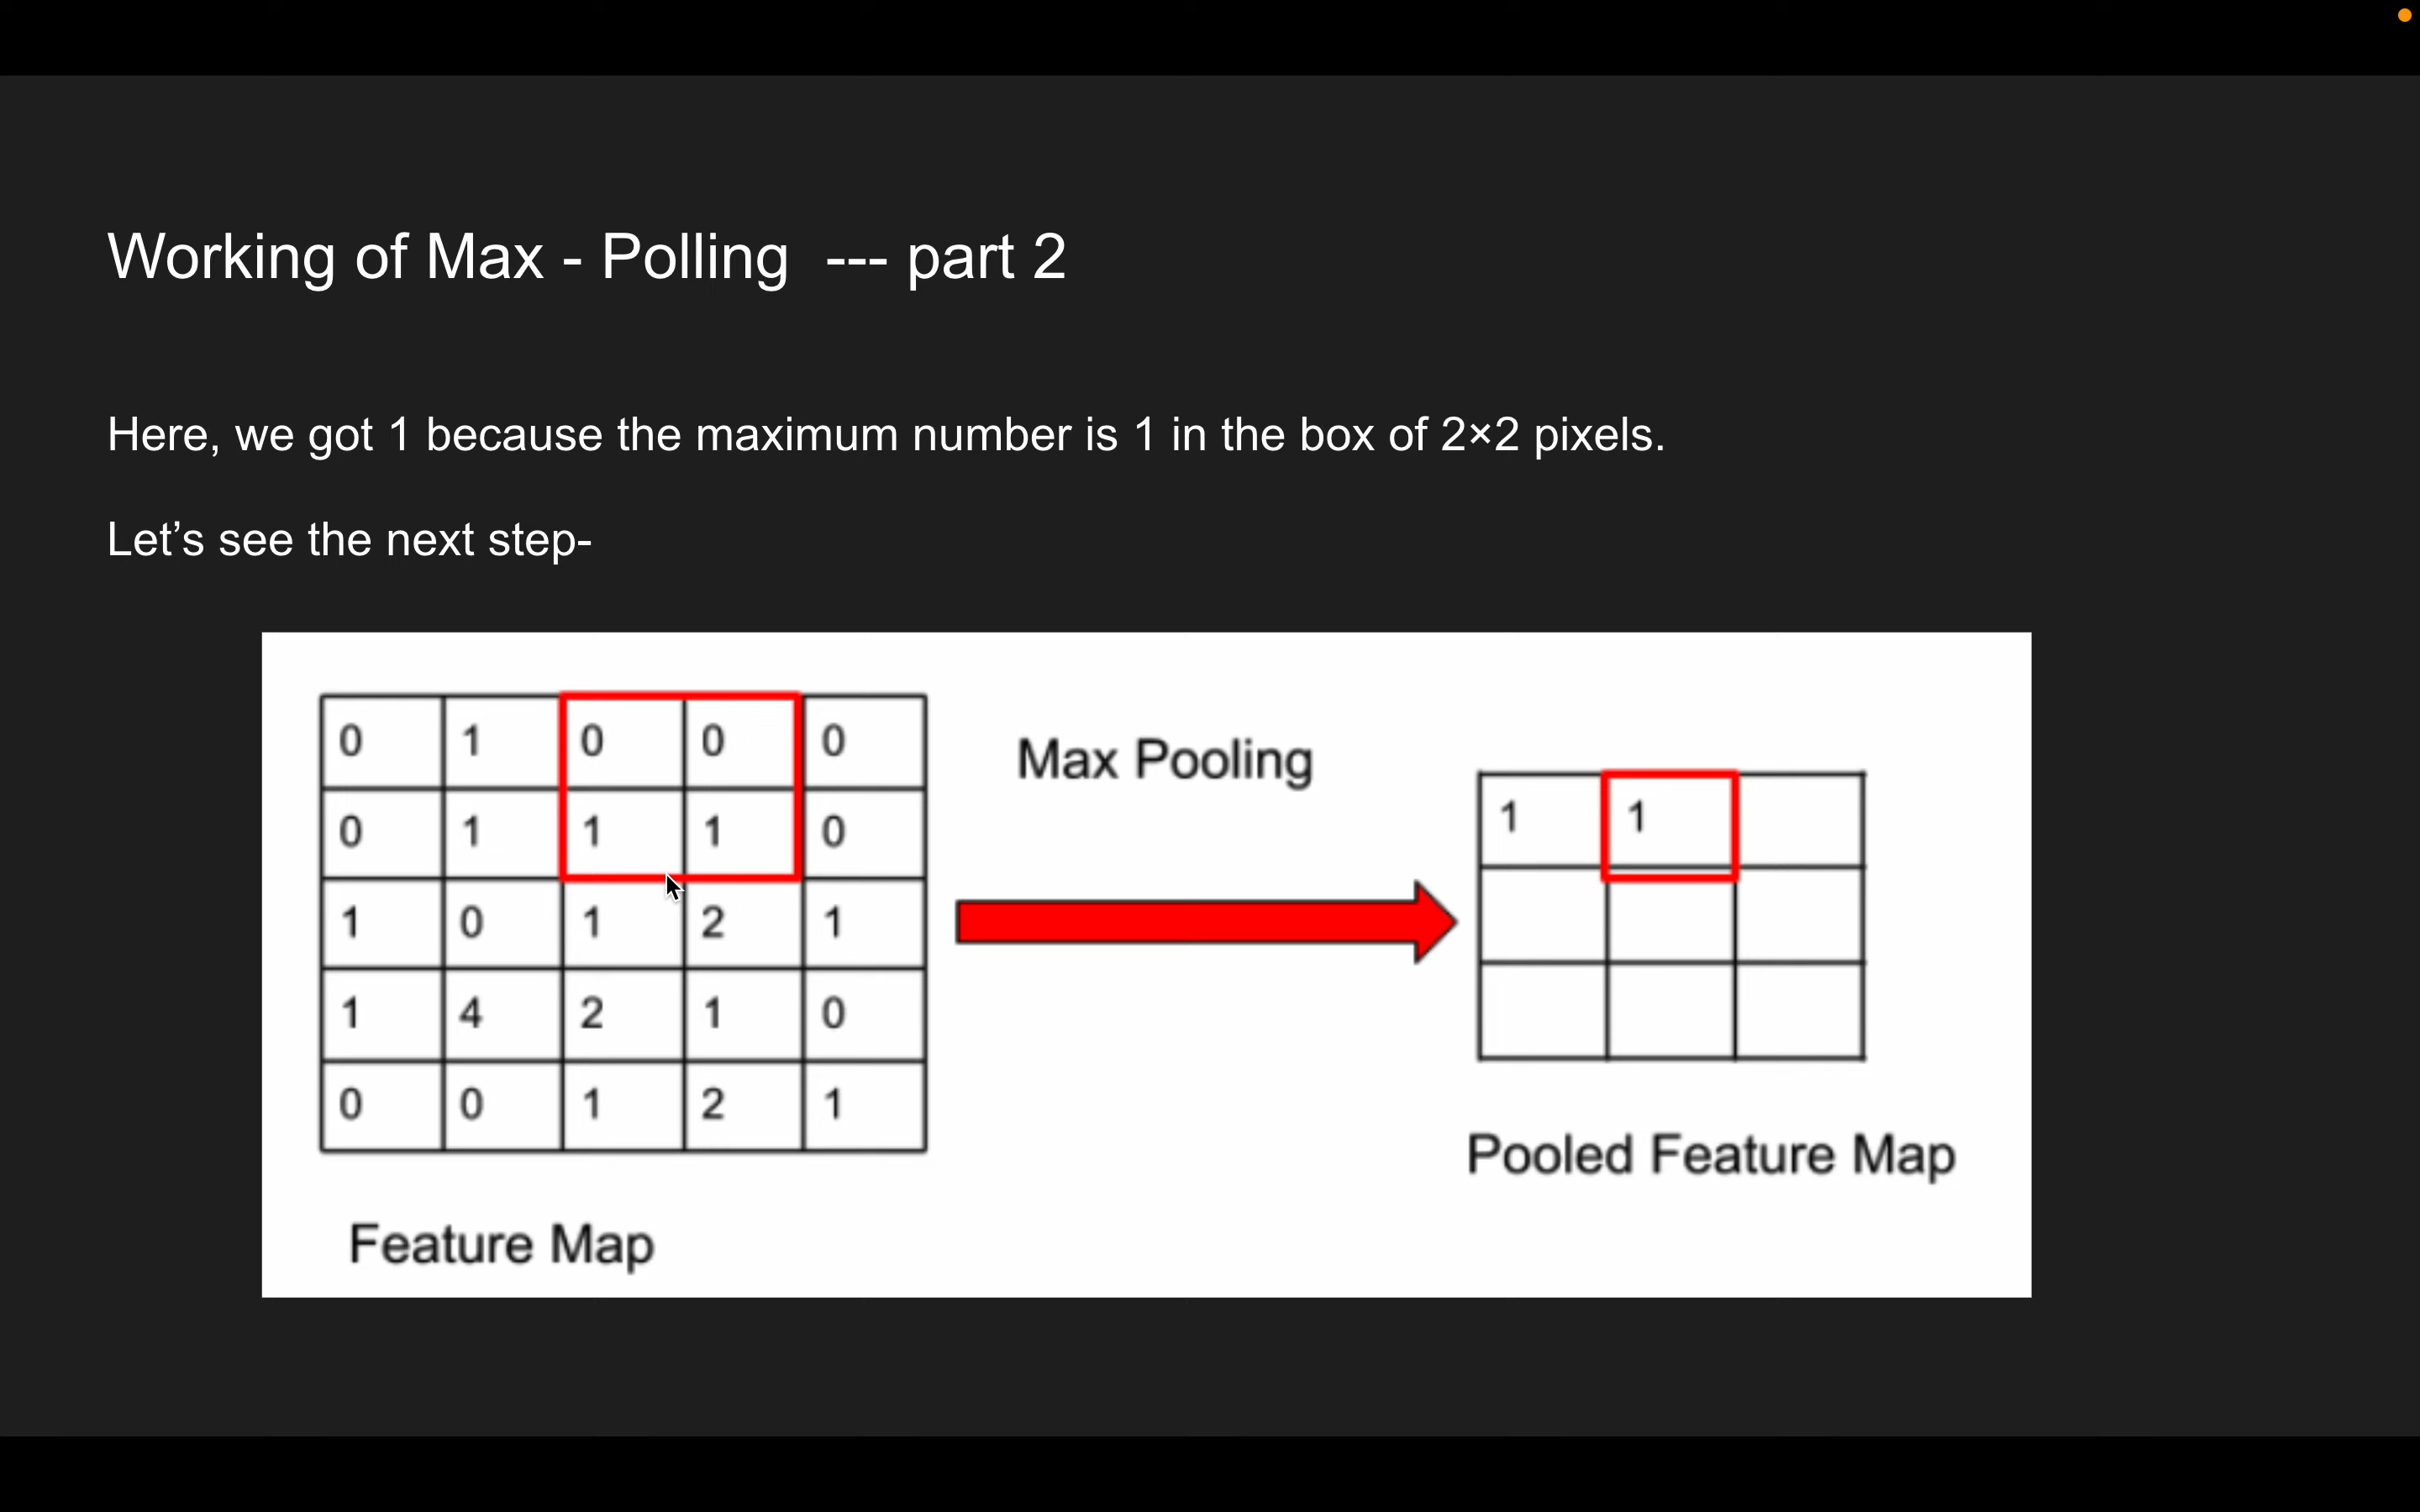 Working of Max - Polling --- part 2
Here, we got 1 because the maximum number is 1 in the box of 2×2 pixels.
Let’s see the next step-
0 1 0 0 0
0 1 1 1 0
1 0 1 2 1
1 4 2 1 0
0 0 1 2 1
Feature Map
Max Pooling
1 1
Pooled Feature Map